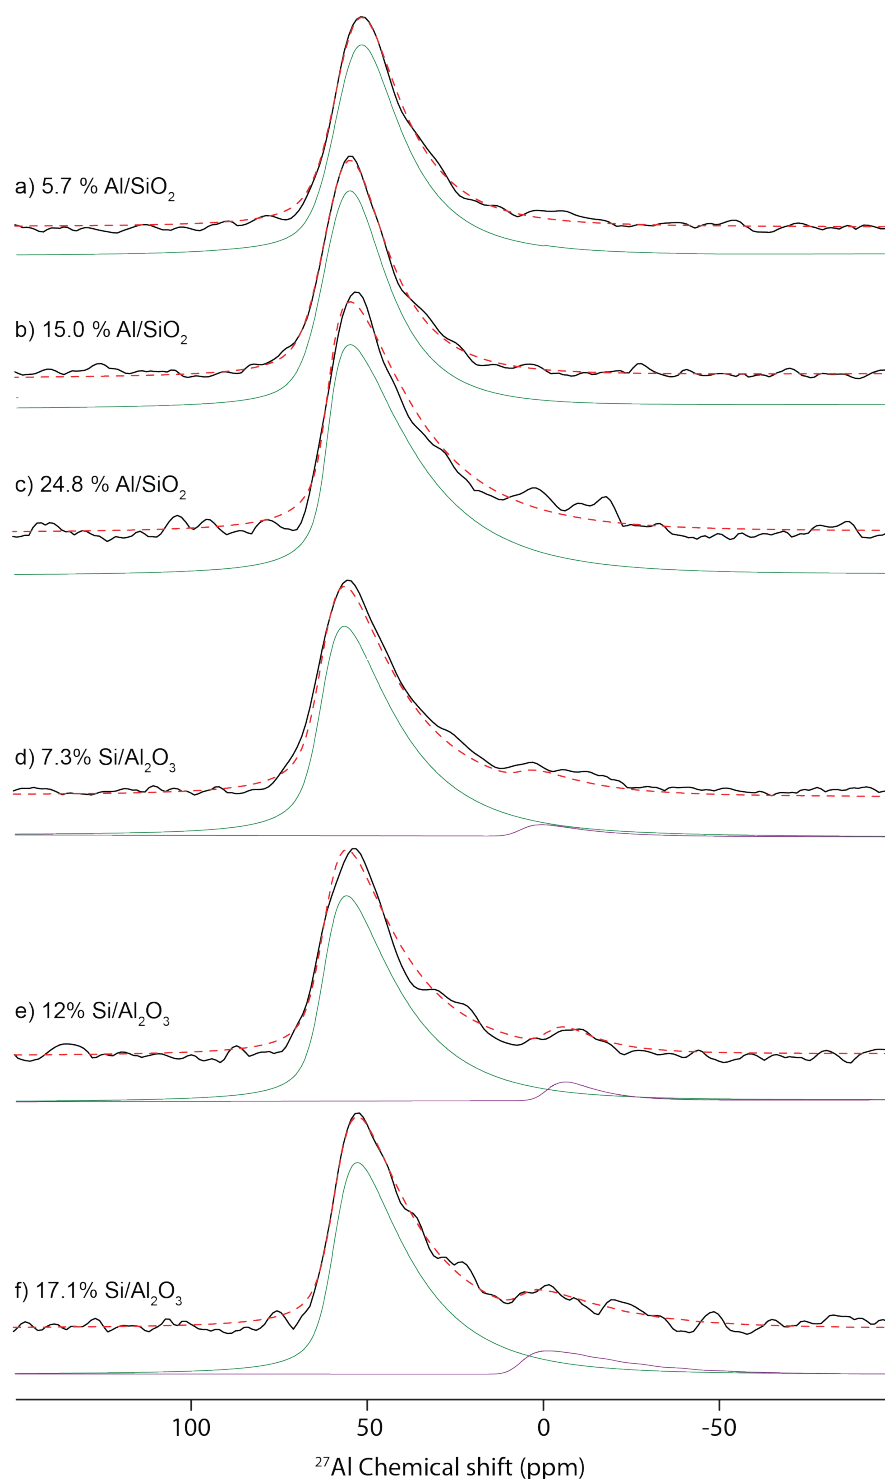 a) 5.7 % Al/SiO₂
b) 15.0 % Al/SiO₂
c) 24.8 % Al/SiO₂
d) 7.3% Si/Al₂O₃
e) 12% Si/Al₂O₃
f) 17.1% Si/Al₂O₃
100 50 0 -50
²⁷Al Chemical shift (ppm)